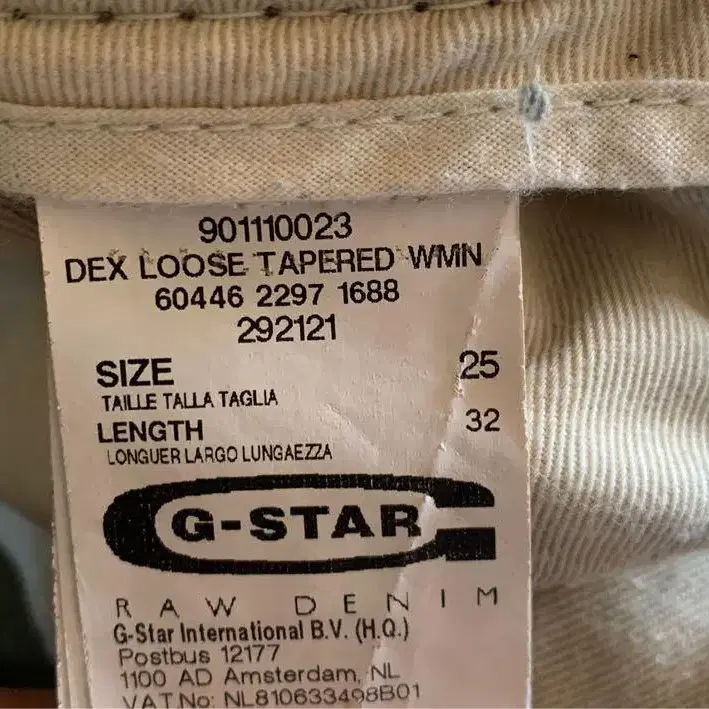 901110023
DEX LOOSE TAPERED WMN
60446 2297 1688
292121
SIZE 25
TAILLE TALLA TAGLIA
LENGTH 32
LONGUER LARGO LUNGAEZZA
G-STAR
RAW DENIM
G-Star International B.V. (H.Q.)
Postbus 12177
1100 AD Amsterdam, NL
VAT.No: NL810633498B01